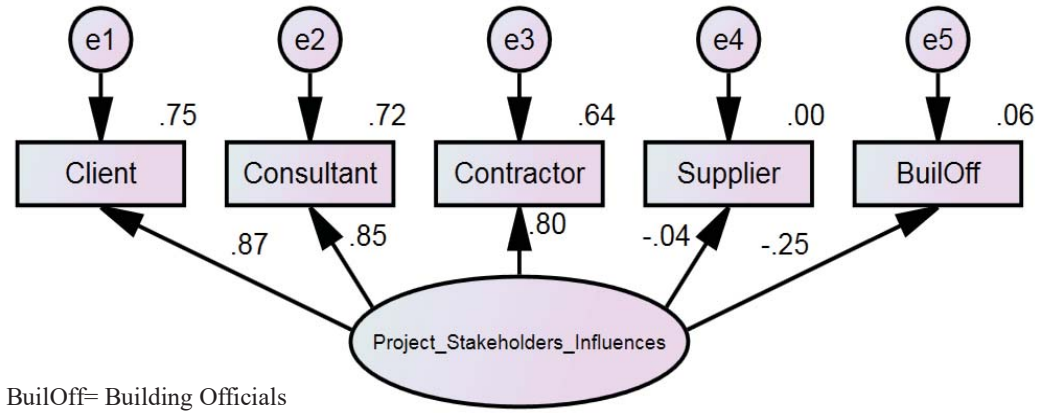 e1 e2 e3 e4 e5
.75 .72 .64 .00 .06
Client Consultant Contractor Supplier BuilOff
.87 .85 .80 -.04 -.25
Project_Stakeholders_Influences
BuilOff= Building Officials